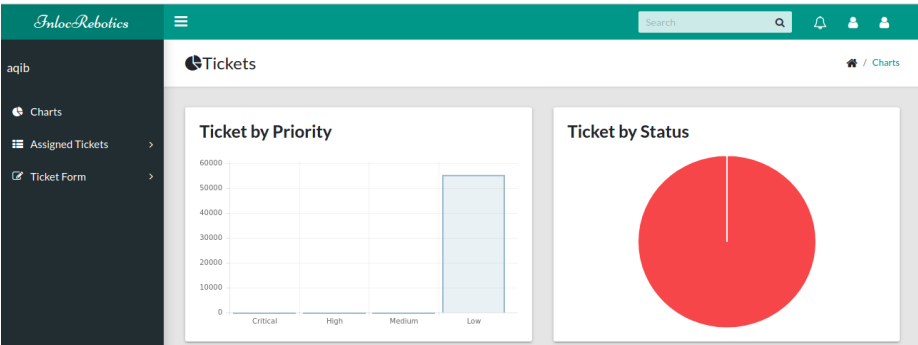 InlocRobotics
Search
aqib
Tickets
/ Charts
Charts
Assigned Tickets
Ticket Form
Ticket by Priority
60000
50000
40000
30000
20000
10000
0
Critical High Medium Low
Ticket by Status